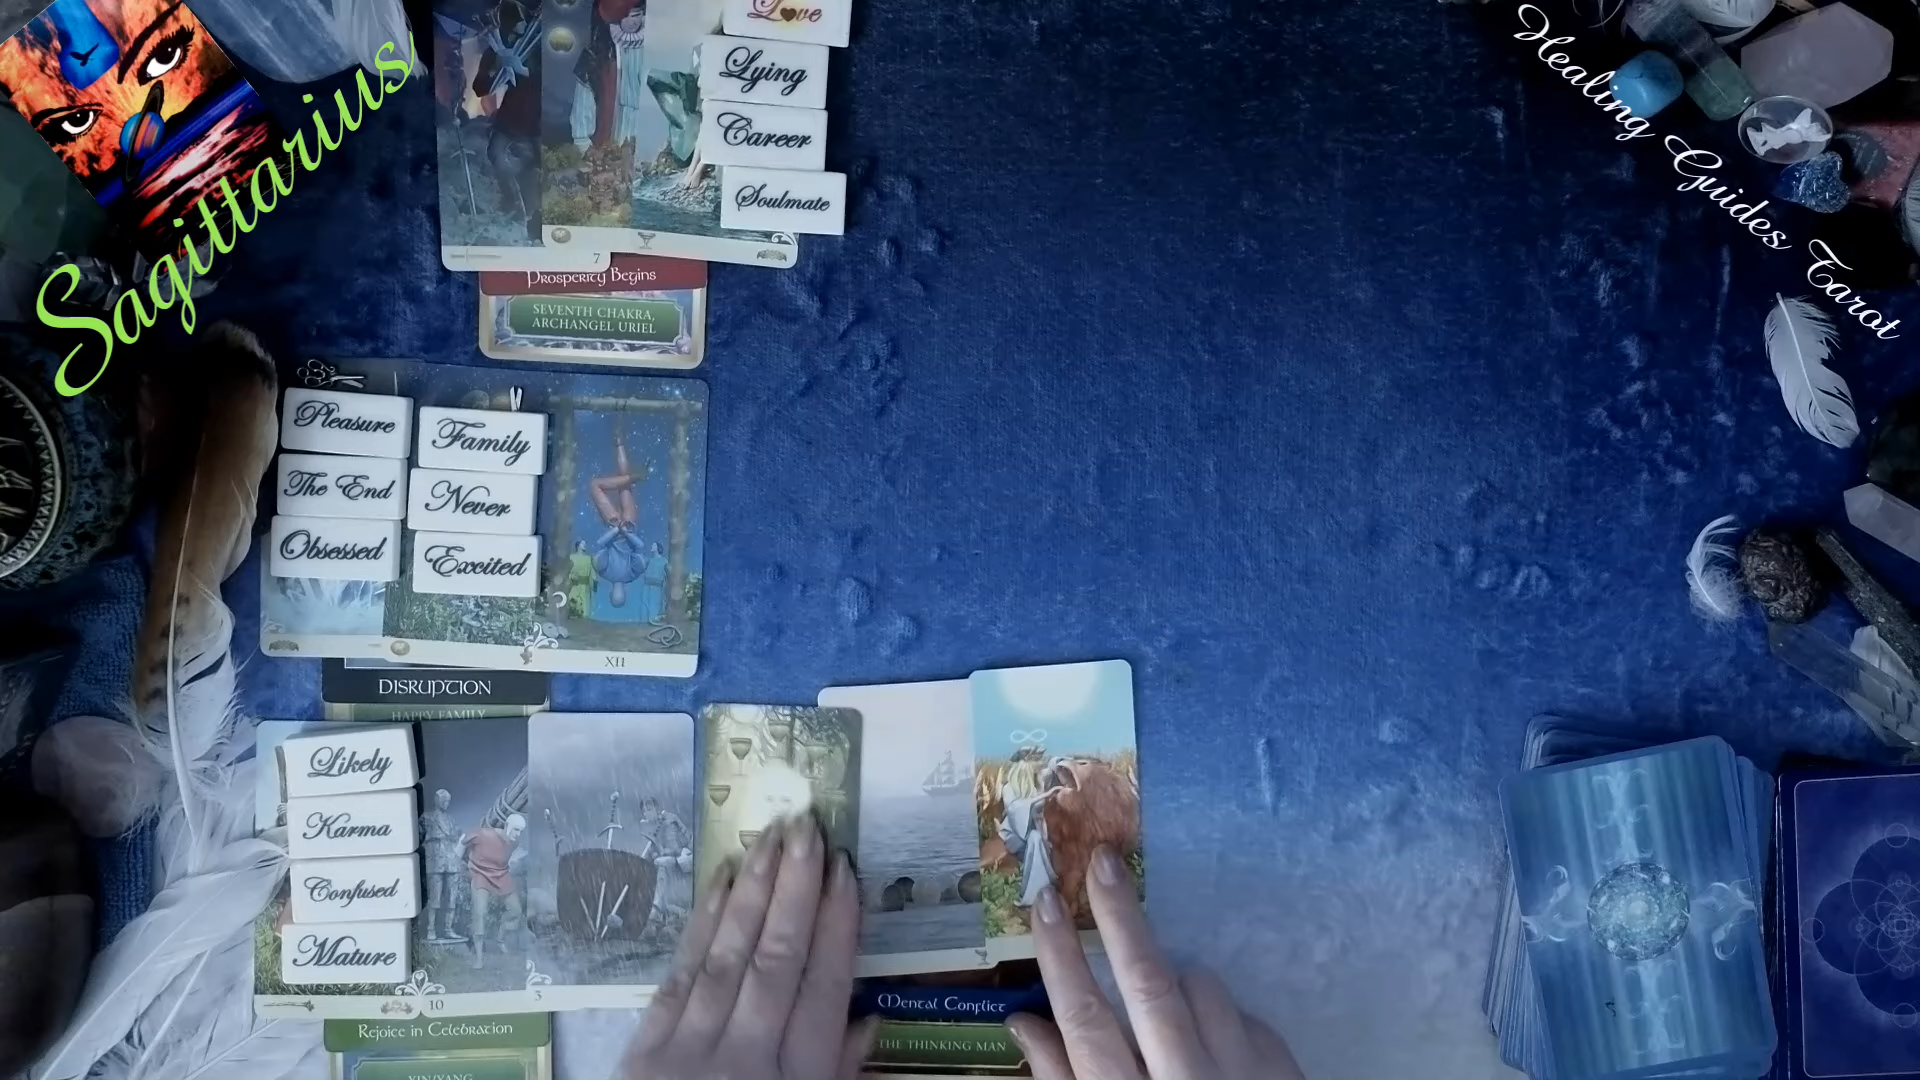 Sagittarius
Healing Guides Tarot
Love
Lying
Career
Soulmate
7
Prosperity Begins
SEVENTH CHAKRA,
ARCHANGEL URIEL
Pleasure
Family
The End
Never
Obsessed
Excited
XII
DISRUPTION
HAPPY FAMILY
Likely
Karma
Confused
Mature
10
3
Rejoice in Celebration
YIN/YANG
Mental Conflict
THE THINKING MAN